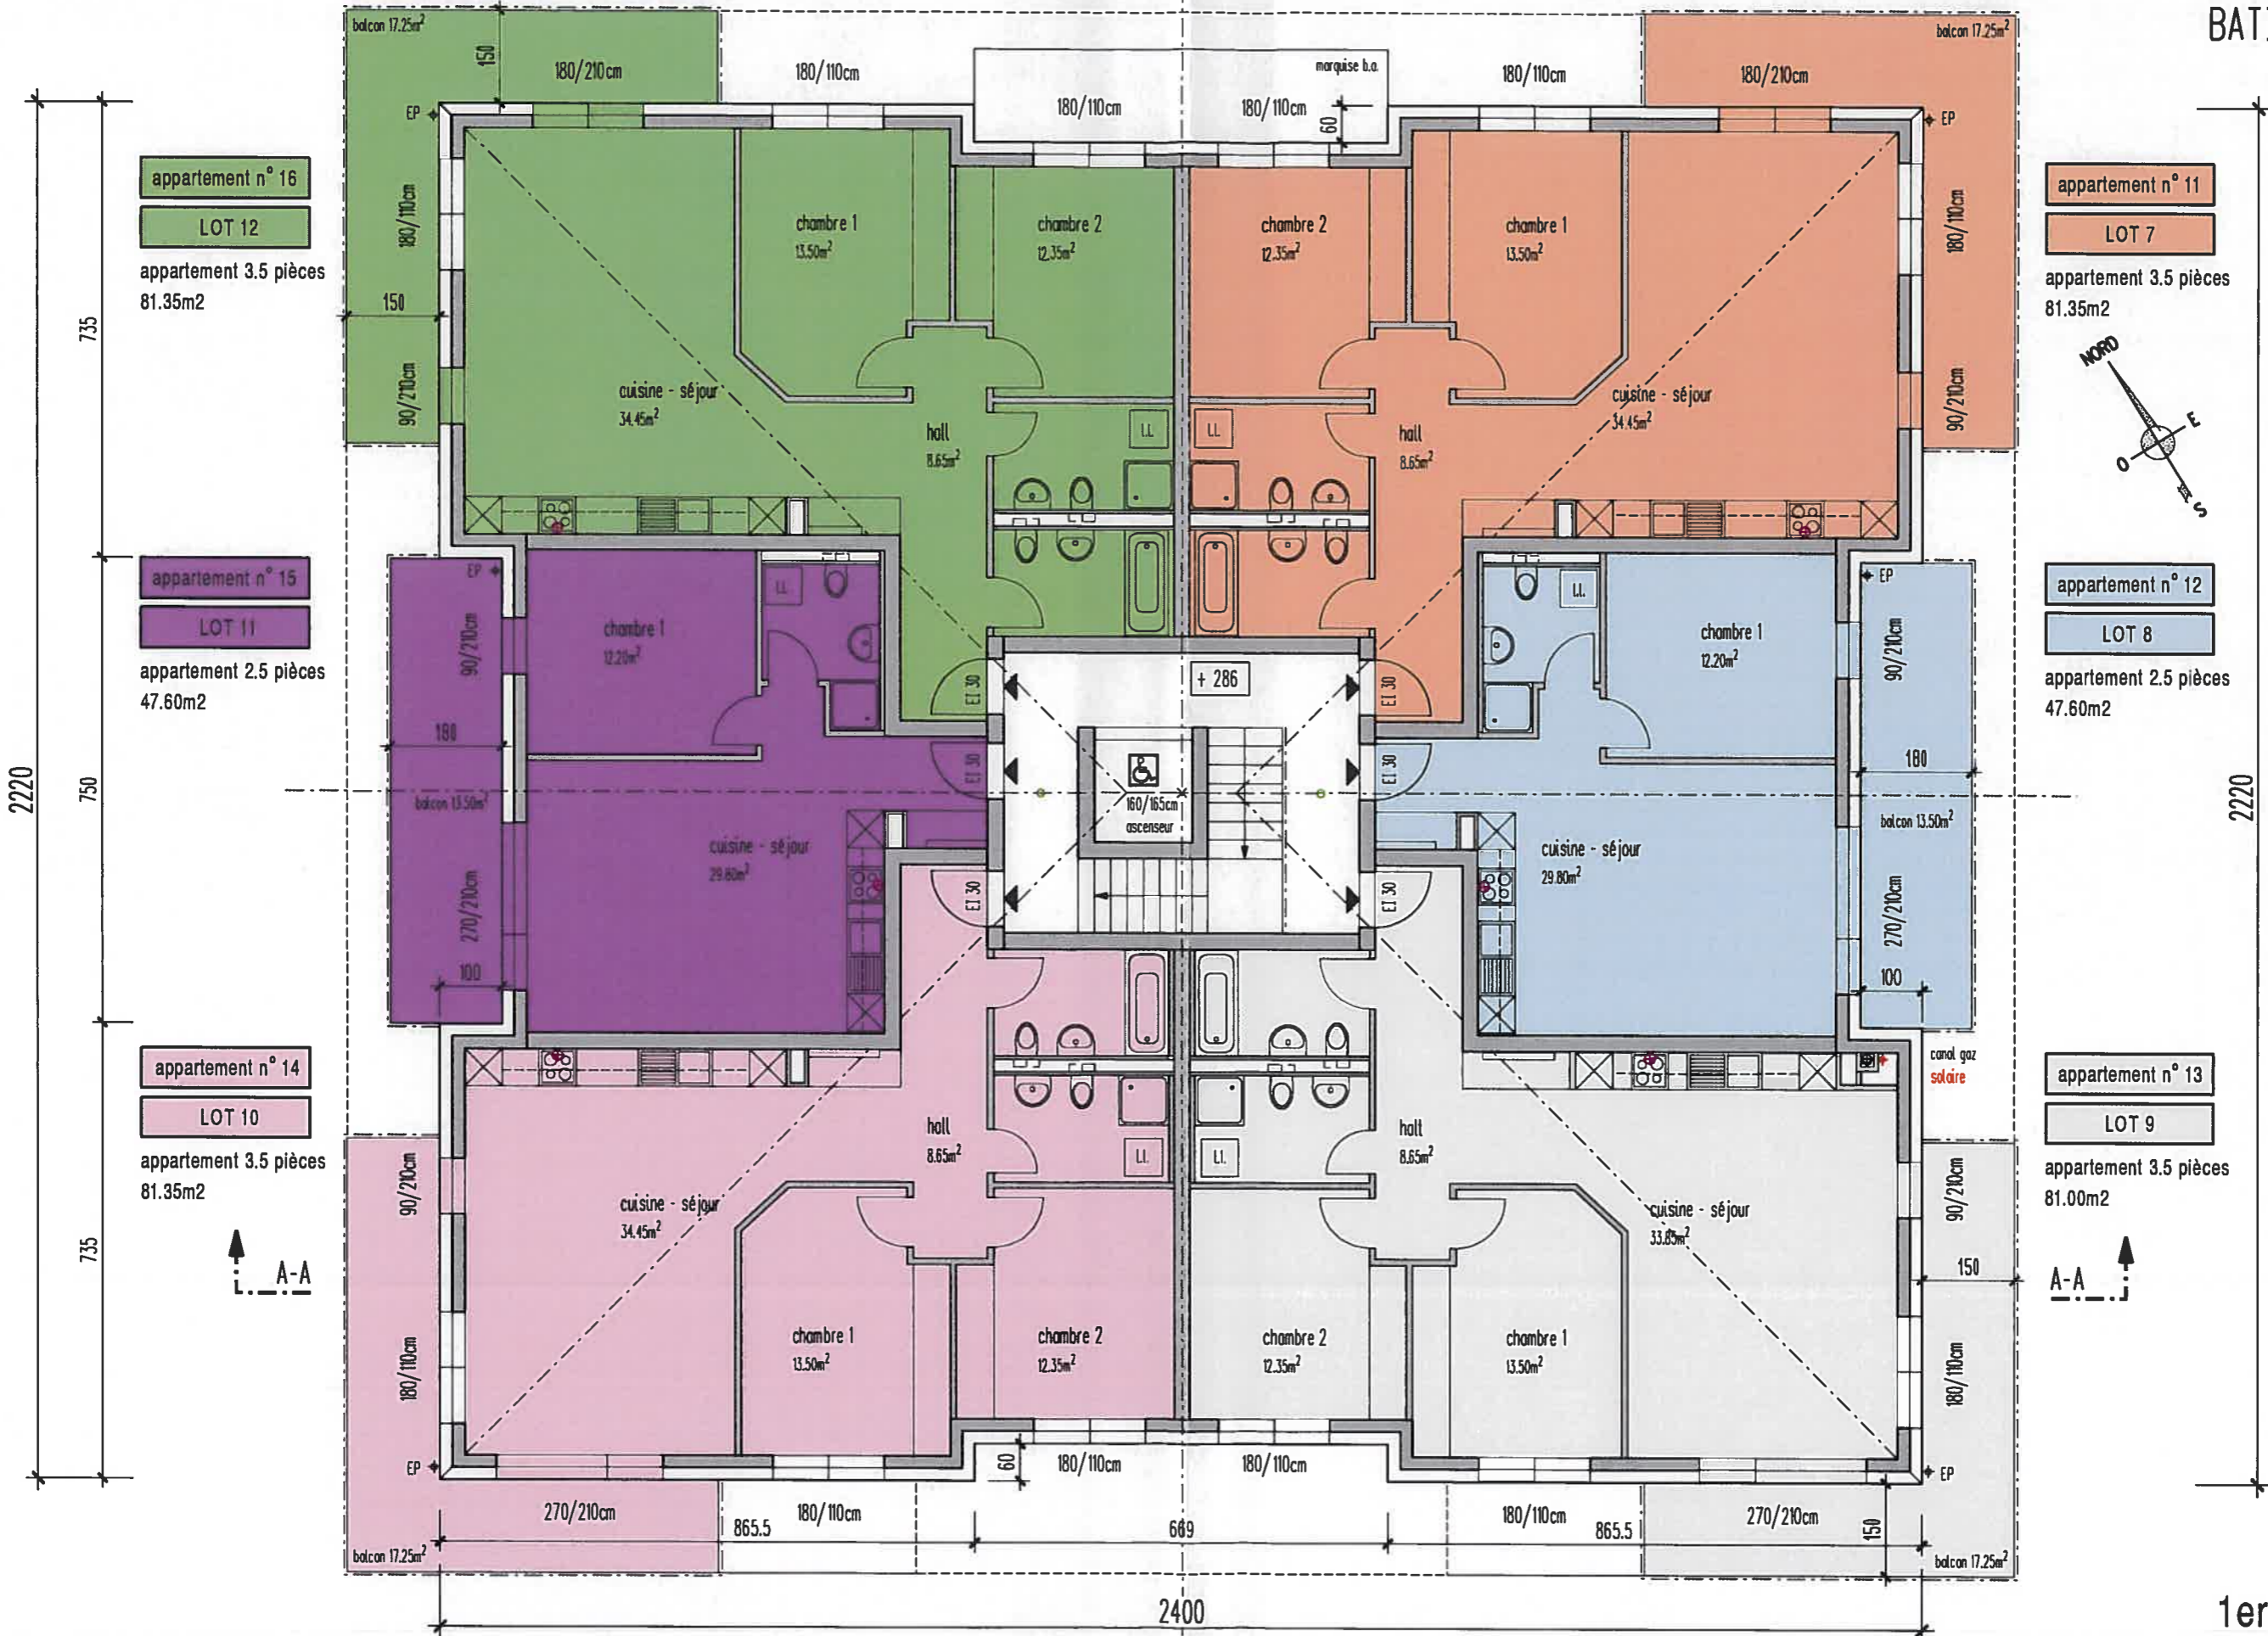 BATI
balcon 17.25m²
balcon 17.25m²
150
180/210cm
180/110cm
marquise b.a.
180/110cm
180/210cm
180/110cm
180/110cm
60
EP
EP
appartement n° 16
LOT 12
appartement 3.5 pièces
81.35m2
180/110cm
150
90/210cm
735
chambre 1
13.50m²
chambre 2
12.35m²
cuisine - séjour
34.45m²
hall
8.65m²
LL
chambre 2
12.35m²
chambre 1
13.50m²
cuisine - séjour
34.45m²
hall
8.65m²
LL
180/110cm
90/210cm
appartement n° 11
LOT 7
appartement 3.5 pièces
81.35m2
NORD
E
O
S
appartement n° 15
LOT 11
appartement 2.5 pièces
47.60m2
EP
90/210cm
180
balcon 13.50m²
270/210cm
100
2220
750
chambre 1
12.20m²
LL
cuisine - séjour
29.80m²
EI 30
EI 30
EI 30
+ 286
160/165cm
ascenseur
EI 30
EI 30
EI 30
LL
chambre 1
12.20m²
cuisine - séjour
29.80m²
EP
90/210cm
180
balcon 13.50m²
270/210cm
100
appartement n° 12
LOT 8
appartement 2.5 pièces
47.60m2
2220
canal gaz
solaire
appartement n° 14
LOT 10
appartement 3.5 pièces
81.35m2
A-A
735
90/210cm
180/110cm
EP
hall
8.65m²
LL
cuisine - séjour
34.45m²
chambre 1
13.50m²
chambre 2
12.35m²
hall
8.65m²
LL
cuisine - séjour
33.85m²
chambre 2
12.35m²
chambre 1
13.50m²
90/210cm
150
180/110cm
EP
appartement n° 13
LOT 9
appartement 3.5 pièces
81.00m2
A-A
60
180/110cm
180/110cm
270/210cm
865.5
180/110cm
669
180/110cm
865.5
270/210cm
150
balcon 17.25m²
balcon 17.25m²
2400
1er